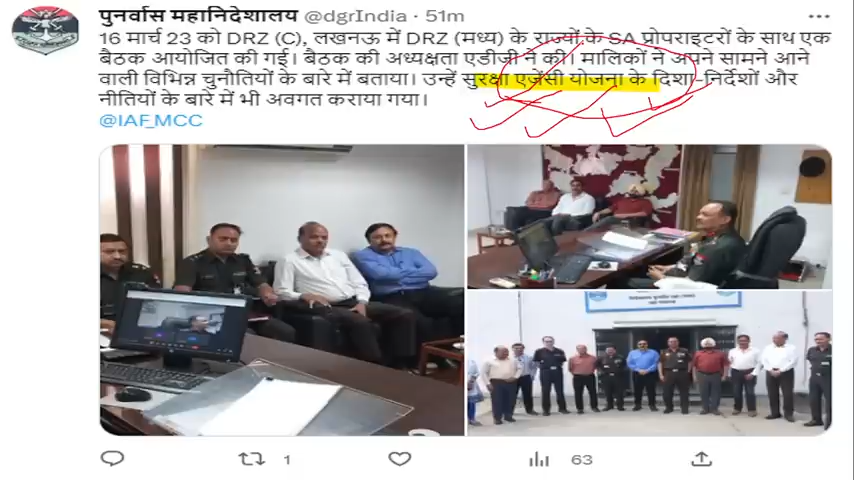 पुनर्वास महानिदेशालय @dgrIndia · 51m
16 मार्च 23 को DRZ (C), लखनऊ में DRZ (मध्य) के राज्यों के SA प्रोपराइटरों के साथ एक
बैठक आयोजित की गई। बैठक की अध्यक्षता एडीजी ने की। मालिकों ने अपने सामने आने
वाली विभिन्न चुनौतियों के बारे में बताया। उन्हें सुरक्षा एजेंसी योजना के दिशा-निर्देशों और
नीतियों के बारे में भी अवगत कराया गया।
@IAF_MCC
1
63